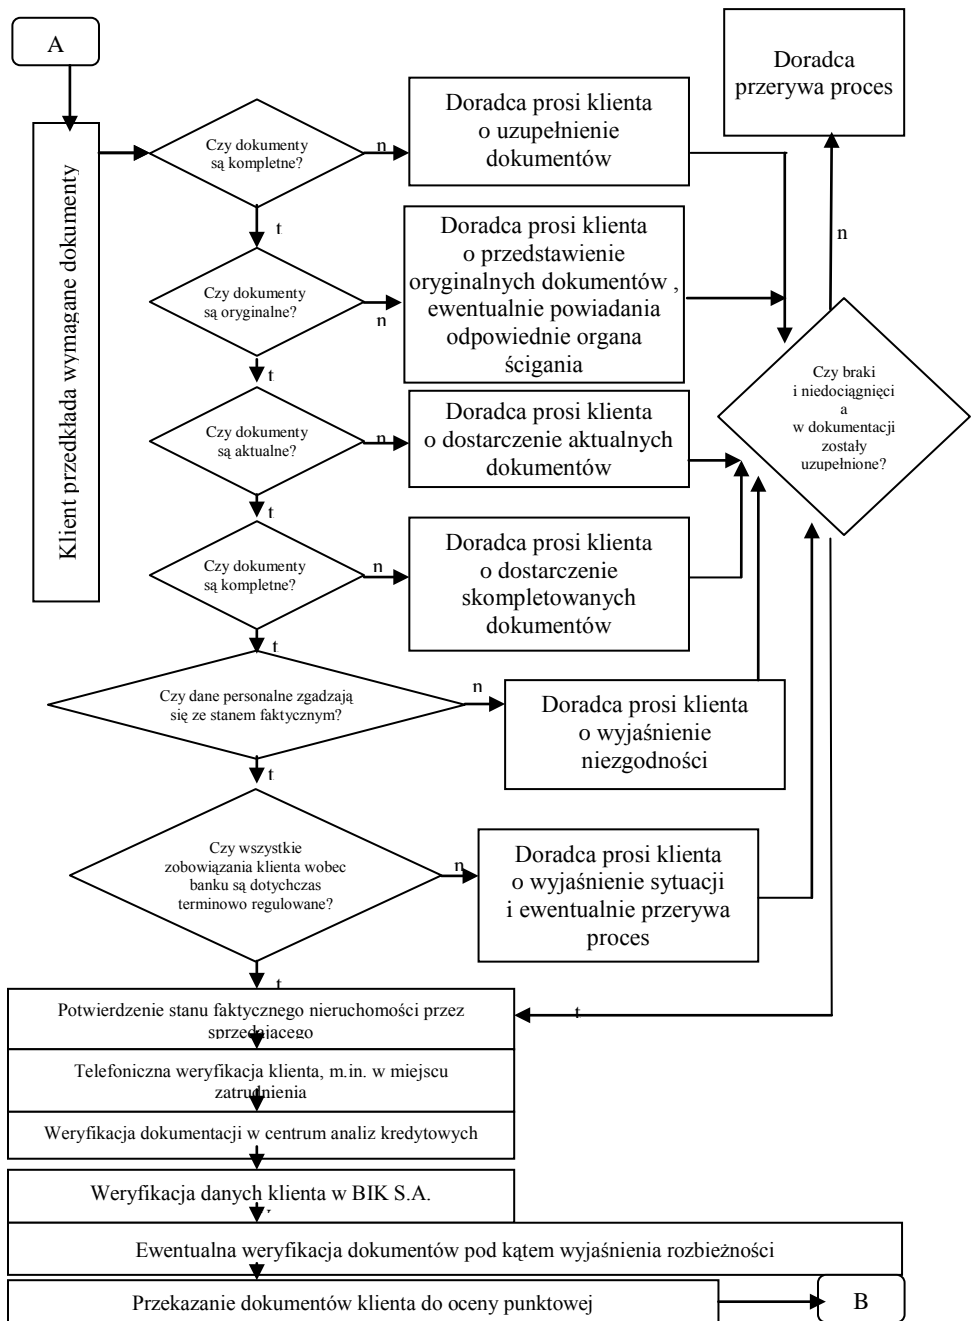 A
Doradca
przerywa proces
Klient przedkłada wymagane dokumenty
Czy dokumenty
są kompletne?
n
Doradca prosi klienta
o uzupełnienie
dokumentów
t
n
Czy dokumenty
są oryginalne?
n
Doradca prosi klienta
o przedstawienie
oryginalnych dokumentów ,
ewentualnie powiadania
odpowiednie organa
ścigania
t
Czy braki
i niedociągnięci
a
w dokumentacji
zostały
uzupełnione?
Czy dokumenty
są aktualne?
n
Doradca prosi klienta
o dostarczenie aktualnych
dokumentów
t
Czy dokumenty
są kompletne?
n
Doradca prosi klienta
o dostarczenie
skompletowanych
dokumentów
t
Czy dane personalne zgadzają
się ze stanem faktycznym?
n
Doradca prosi klienta
o wyjaśnienie
niezgodności
t
Czy wszystkie
zobowiązania klienta wobec
banku są dotychczas
terminowo regulowane?
n
Doradca prosi klienta
o wyjaśnienie sytuacji
i ewentualnie przerywa
proces
t
Potwierdzenie stanu faktycznego nieruchomości przez
sprzedającego
t
Telefoniczna weryfikacja klienta, m.in. w miejscu
zatrudnienia
Weryfikacja dokumentacji w centrum analiz kredytowych
Weryfikacja danych klienta w BIK S.A.
Ewentualna weryfikacja dokumentów pod kątem wyjaśnienia rozbieżności
Przekazanie dokumentów klienta do oceny punktowej
B